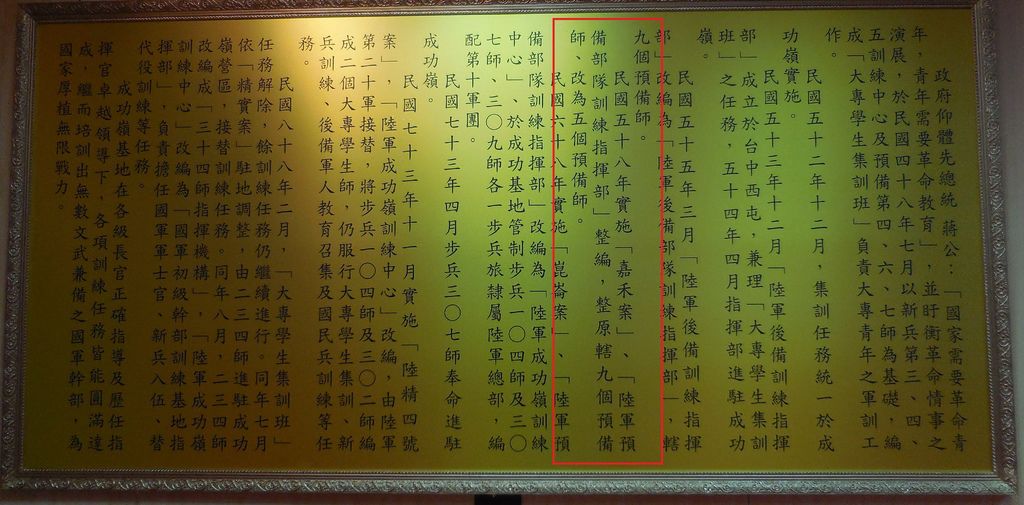 政府仰體先總統 蔣公:「國家需要革命青
年,青年需要革命教育」,並盱衡革命情事之
演展,於民國四十八年七月以新兵第三、四、
五訓練中心及預備第四、六、七師為基礎,編
成「大專學生集訓班」負責大專青年之軍訓工
作。
民國五十二年十二月,集訓任務統一於成
功嶺實施。
民國五十三年十二月「陸軍後備訓練指揮
部」成立於台中西屯,兼理「大專學生集訓
班」之任務,五十四年四月指揮部進駐成功
嶺。
民國五十五年三月「陸軍後備訓練指揮
部」改編為「陸軍後備部隊訓練指揮部」,轄
九個預備師。
民國五十八年實施「嘉禾案」、「陸軍預
備部隊訓練指揮部」整編,整原轄九個預備
師、改為五個預備師。
民國六十八年實施「崑崙案」、「陸軍預
備部隊訓練指揮部」改編為「陸軍成功嶺訓練
中心」、於成功基地管制步兵一○四師及三○
七師、三○九師各一步兵旅隸屬陸軍總部,編
配第十軍團。
民國七十三年四月步兵三○七師奉命進駐
成功嶺。
民國七十三年十一月實施「陸精四號
案」,「陸軍成功嶺訓練中心」改編,由陸軍
第二十軍接替,將步兵一○四師及三○二師編
成二個大專學生師,仍服行大專學生集訓、新
兵訓練、後備軍人教育召集及國民兵訓練等任
務。
民國八十八年二月,「大專學生集訓班」
任務解除,餘訓練任務仍繼續進行。同年七月
依「精實案」駐地調整,由二三四師進駐成功
嶺營區,接替訓練任務。同年八月,二三四師
改編成「三十四師指揮機構」,「陸軍成功嶺
訓練中心」改編為「國軍初級幹部訓練基地指
揮部」,負責擔任國軍軍士官、新兵入伍、替
代役訓練等任務。
成功嶺基地在各級長官正確指導及歷任指
揮官卓越領導下,各項訓練任務皆能圓滿達
成,繼而培訓出無數文武兼備之國軍幹部,為
國家厚植無限戰力。